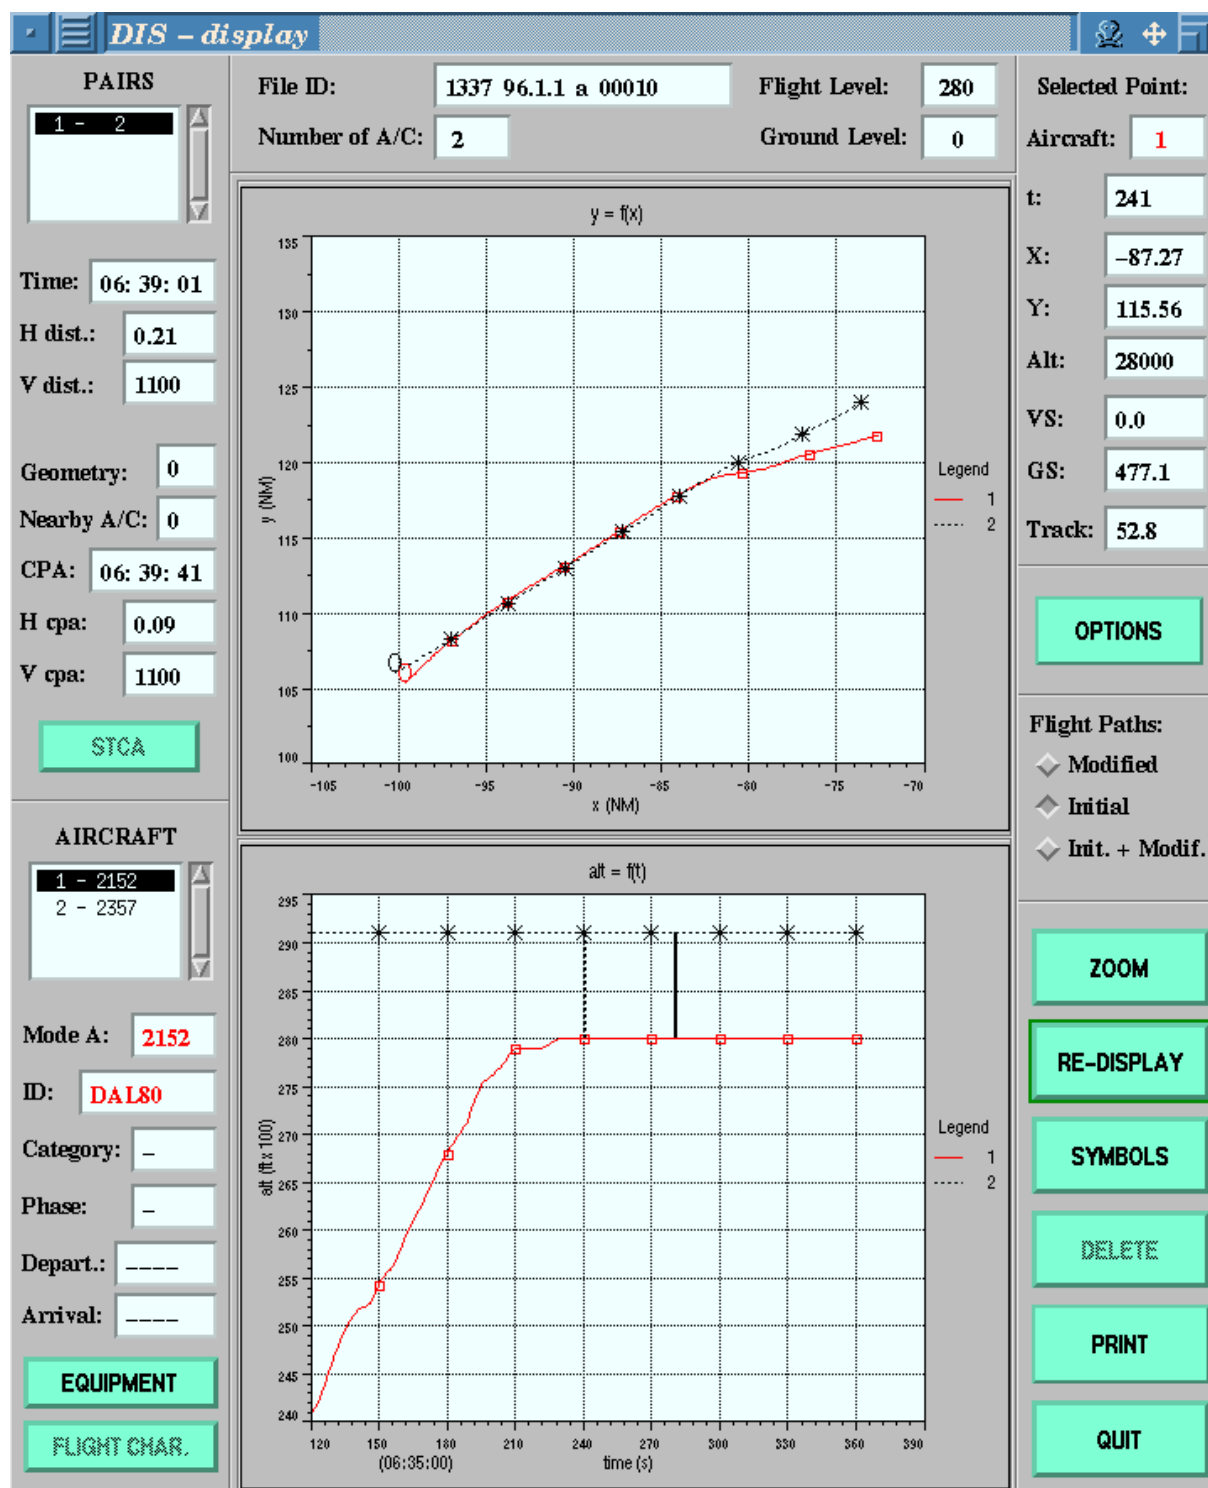 DIS – display
PAIRS
1 – 2
Time: 06: 39: 01
H dist.: 0.21
V dist.: 1100
Geometry: 0
Nearby A/C: 0
CPA: 06: 39: 41
H cpa: 0.09
V cpa: 1100
STCA
AIRCRAFT
1 – 2152
2 – 2357
Mode A: 2152
ID: DAL80
Category: –
Phase: –
Depart.: ––––
Arrival: ––––
EQUIPMENT
FLIGHT CHAR.
File ID: 1337 96.1.1 a 00010
Flight Level: 280
Number of A/C: 2
Ground Level: 0
y = f(x)
135
130
125
120
115
110
105
100
y (NM)
–105 –100 –95 –90 –85 –80 –75 –70
x (NM)
Legend
1
2
alt = f(t)
295
290
285
280
275
270
265
260
255
250
245
240
alt (ft x 100)
120 150 180 210 240 270 300 330 360 390
(06:35:00) time (s)
Legend
1
2
Selected Point:
Aircraft: 1
t: 241
X: –87.27
Y: 115.56
Alt: 28000
VS: 0.0
GS: 477.1
Track: 52.8
OPTIONS
Flight Paths:
Modified
Initial
Init. + Modif.
ZOOM
RE–DISPLAY
SYMBOLS
DELETE
PRINT
QUIT